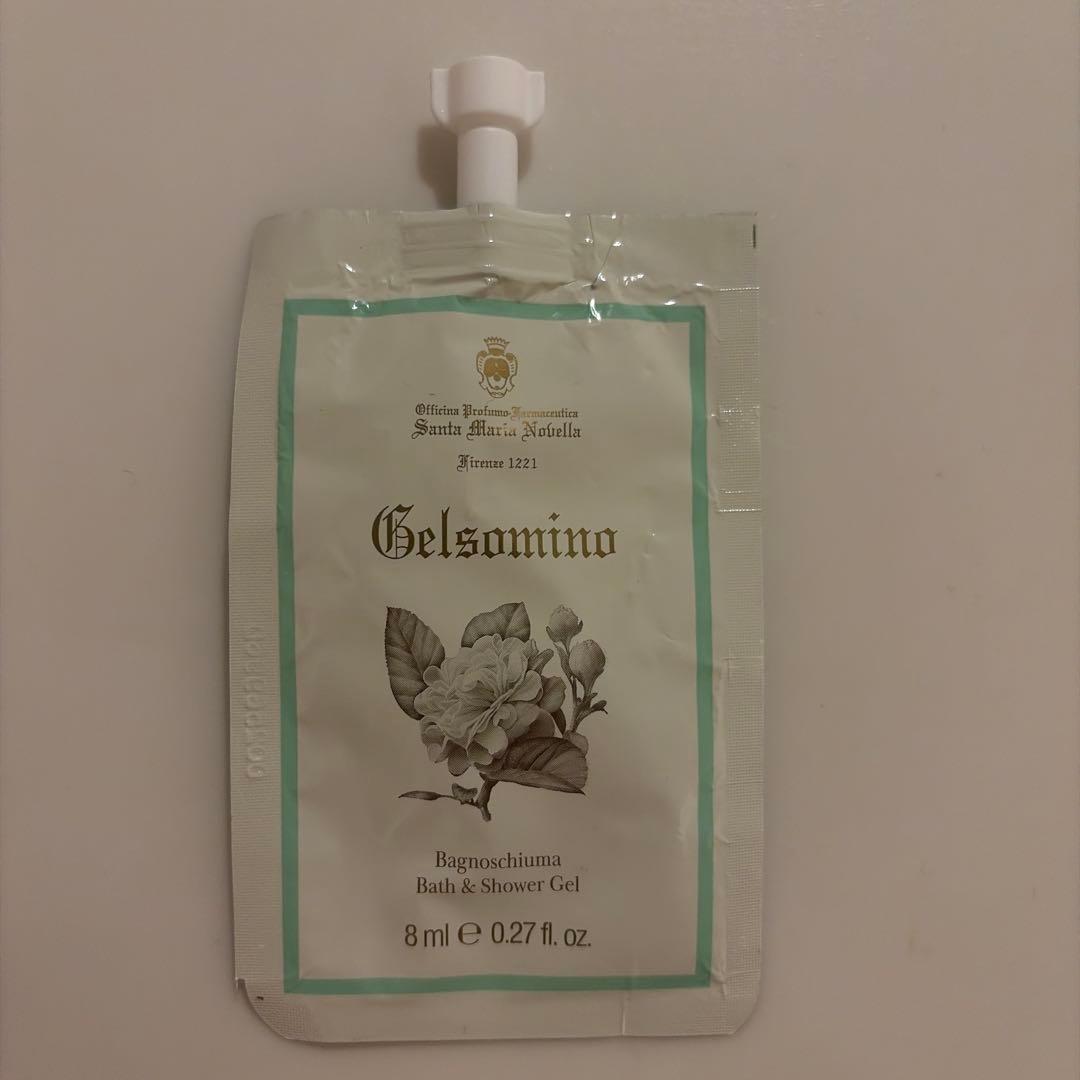 Officina Profumo-Farmaceutica
Santa Maria Novella
Firenze 1221
Gelsomino
Bagnoschiuma
Bath & Shower Gel
8 ml ℮ 0.27 fl. oz.